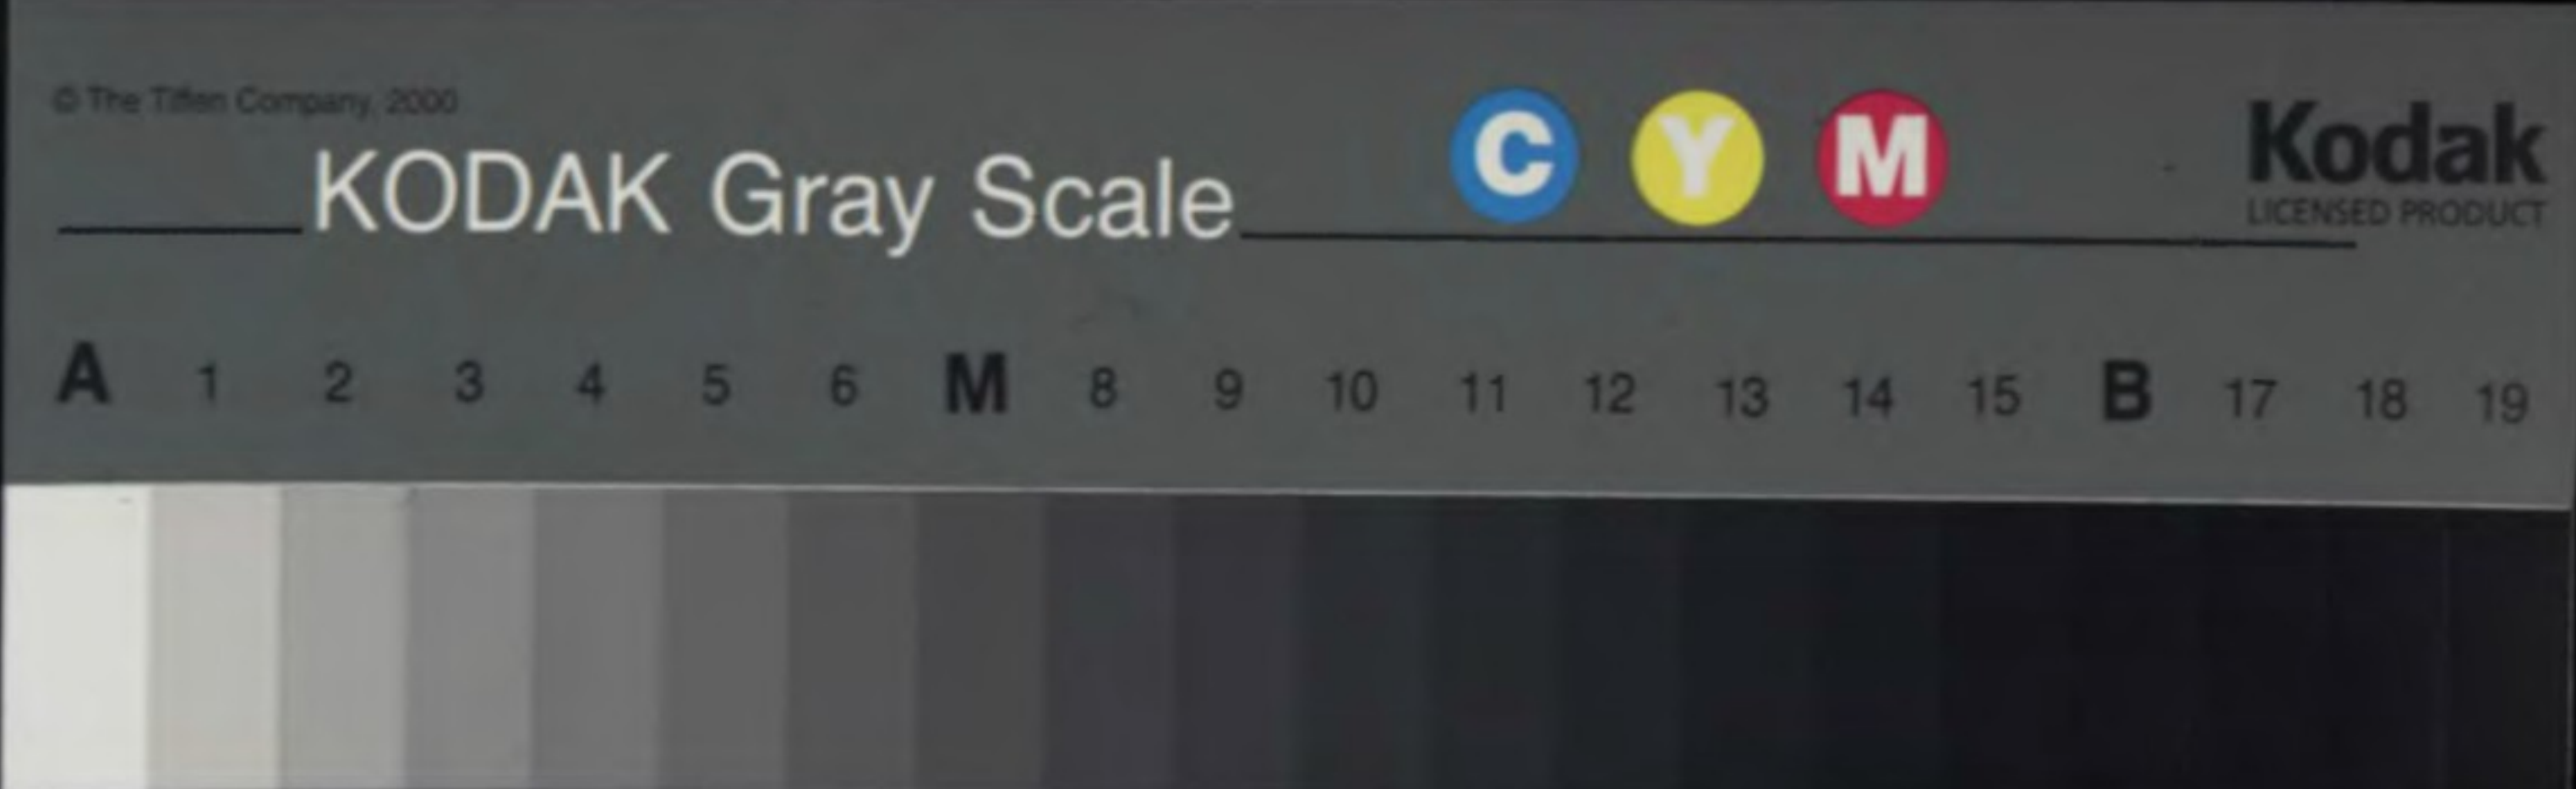 © The Tiffen Company, 2000
KODAK Gray Scale
C Y M
Kodak
LICENSED PRODUCT
A 1 2 3 4 5 6 M 8 9 10 11 12 13 14 15 B 17 18 19